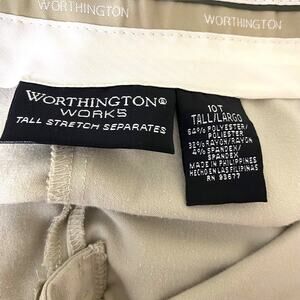 WORTHINGTON
WORTHINGTON
WORTHINGTON®
WORKS
TALL STRETCH SEPARATES
10T
TALL/LARGO
64% POLYESTER/
POLYESTER
32% RAYON/RAYON
4% SPANDEX/
SPANDEX
MADE IN PHILIPPINES
HECHO EN LAS FILIPINAS
RN 93677